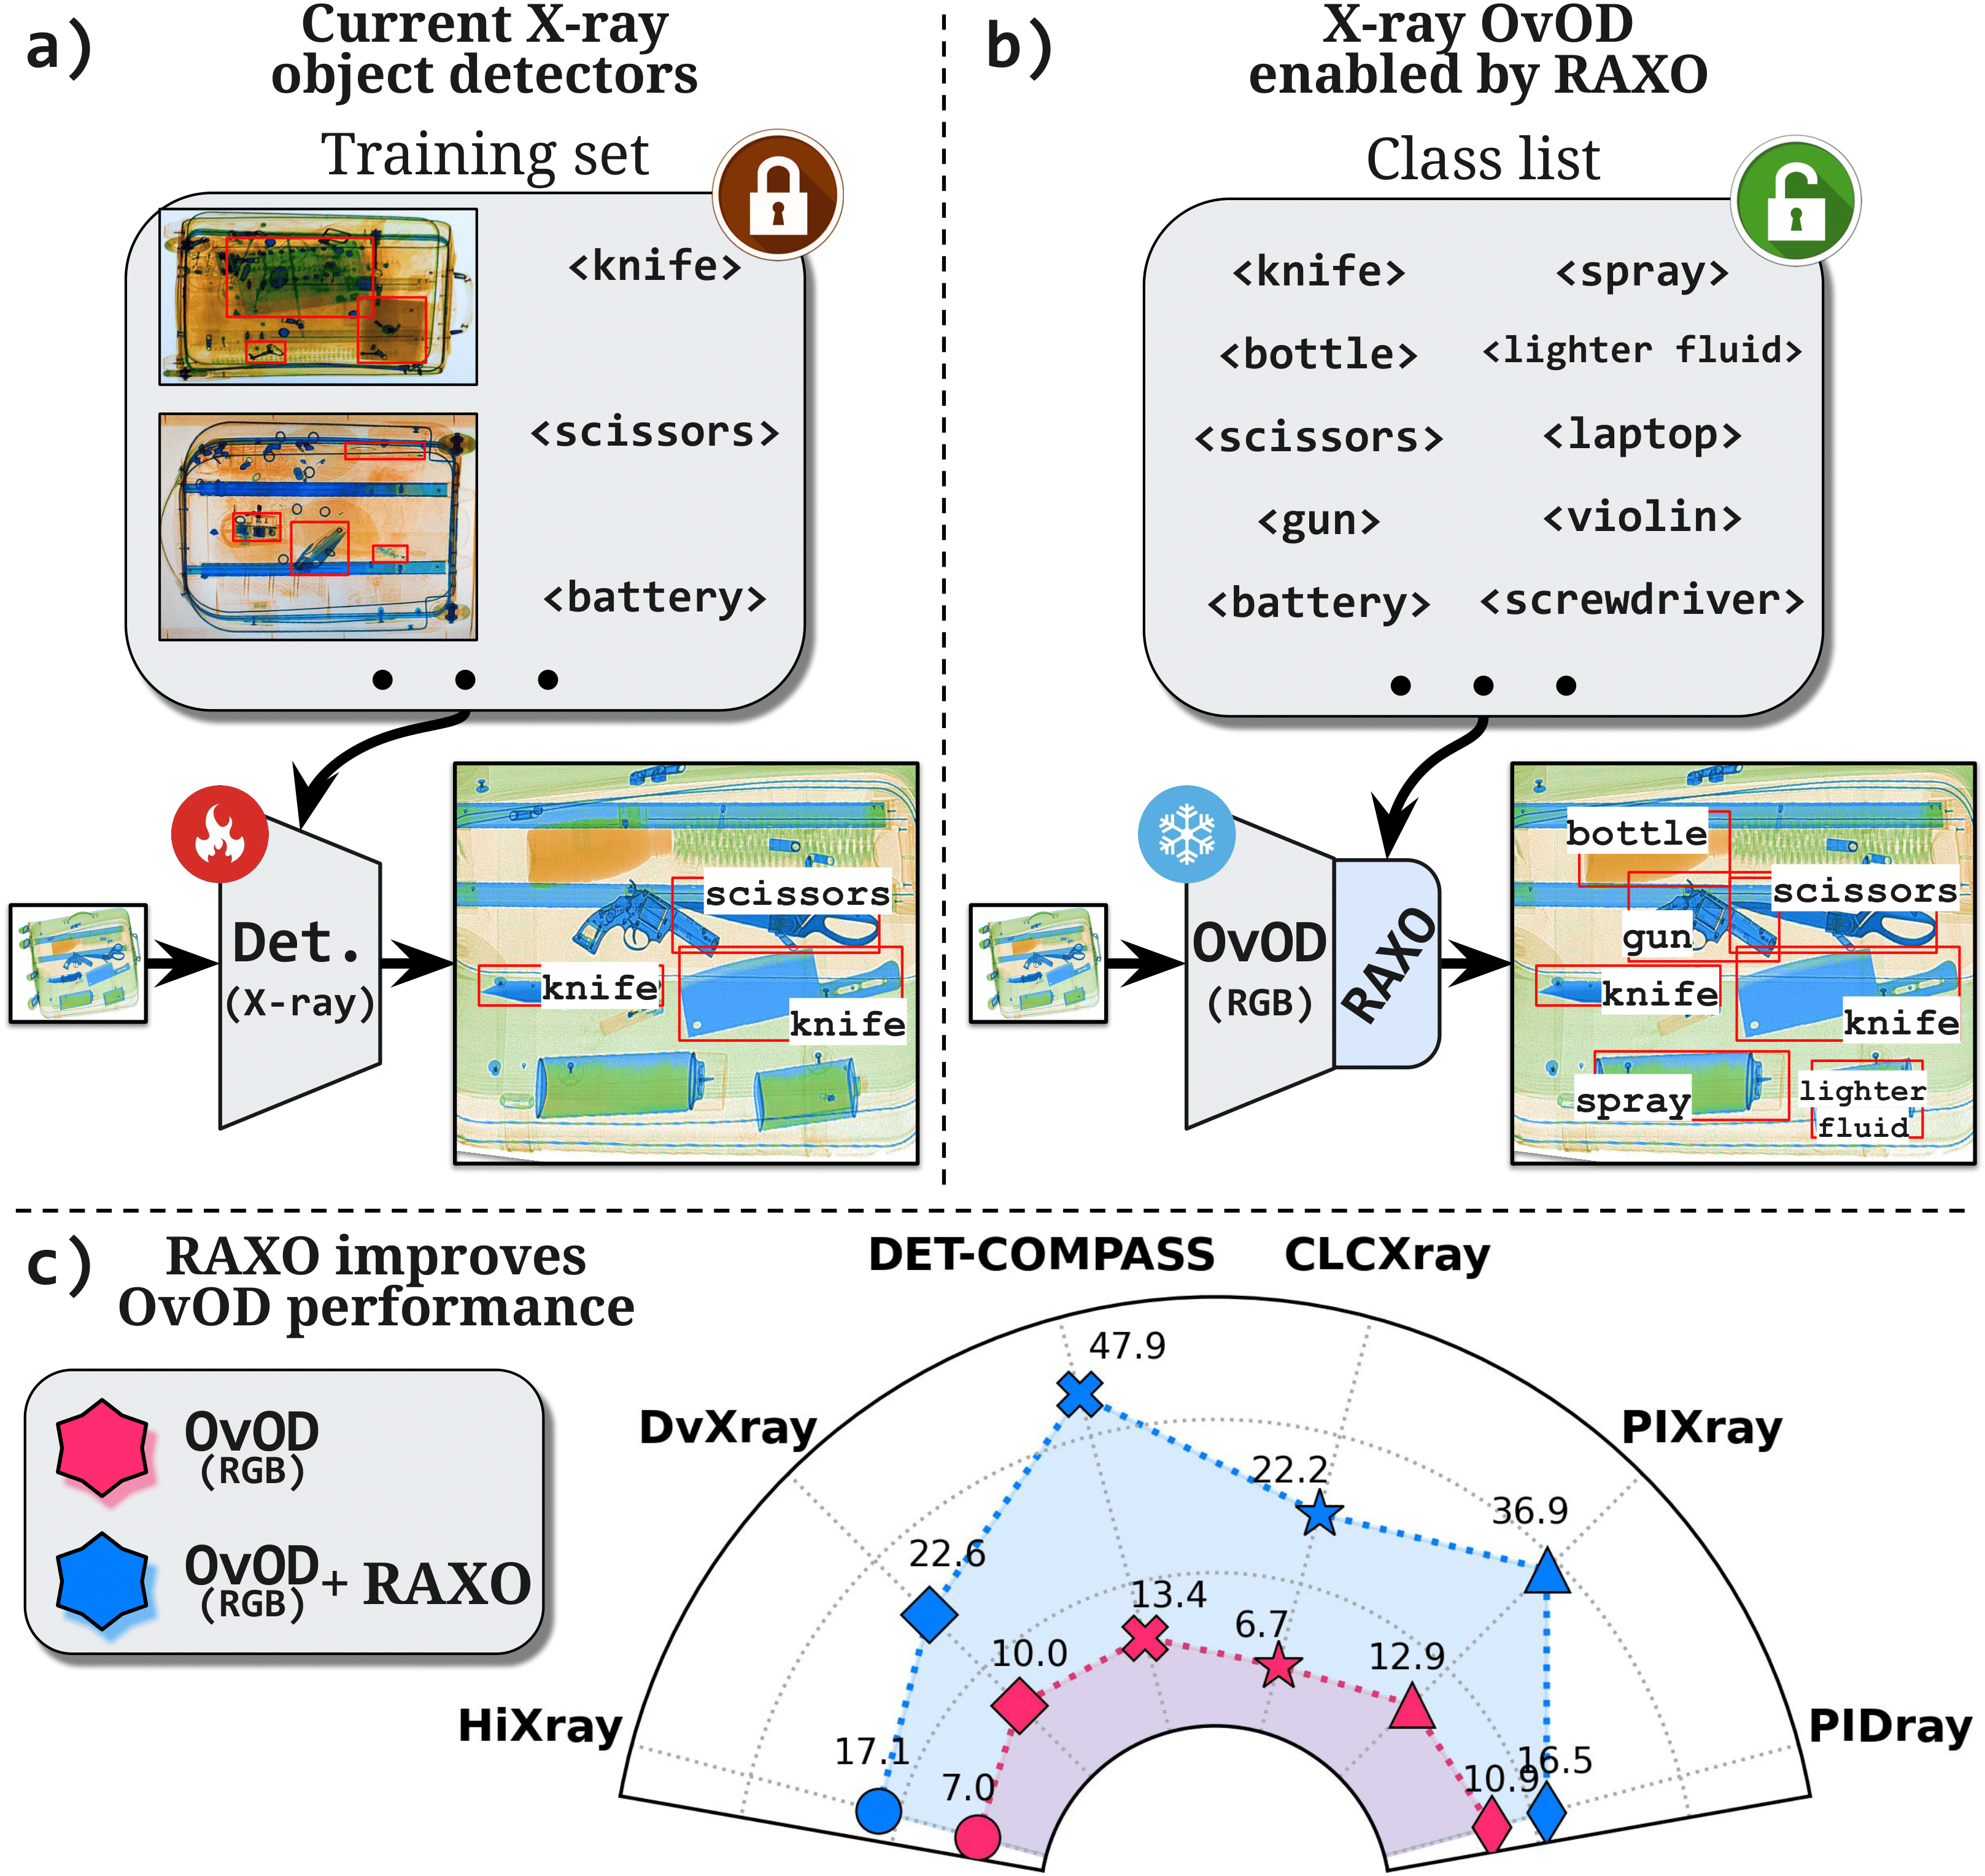 a)
Current X-ray
object detectors
Training set
<knife>
<scissors>
<battery>
Det.
(X-ray)
scissors
knife
knife
b)
X-ray OvOD
enabled by RAXO
Class list
<knife>
<spray>
<bottle>
<lighter fluid>
<scissors>
<laptop>
<gun>
<violin>
<battery>
<screwdriver>
OvOD
(RGB)
RAXO
bottle
scissors
gun
knife
knife
spray
lighter
fluid
c)
RAXO improves
OvOD performance
OvOD
(RGB)
OvOD
(RGB)
+ RAXO
DET-COMPASS
CLCXray
DvXray
PIXray
HiXray
PIDray
47.9
22.2
36.9
22.6
13.4
6.7
10.0
12.9
17.1
7.0
10.9
16.5